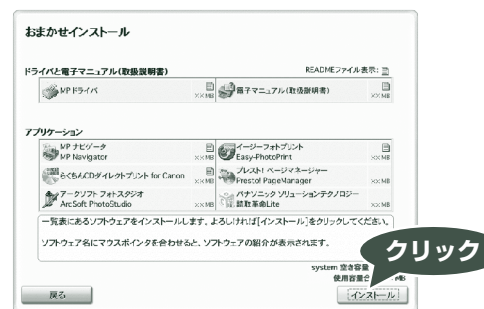 おまかせインストール
ドライバと電子マニュアル(取扱説明書)
READMEファイル表示:
MPドライバ
××MB
電子マニュアル(取扱説明書)
××MB
アプリケーション
MP ナビゲータ
MP Navigator
××MB
イージーフォトプリント
Easy-PhotoPrint
××MB
らくちんCDダイレクトプリント for Canon
××MB
プレスト! ページマネージャー
Presto! PageManager
××MB
アークソフト フォトスタジオ
ArcSoft PhotoStudio
××MB
パナソニック ソリューションテクノロジー
読取革命Lite
××MB
一覧表にあるソフトウェアをインストールします。よろしければ[インストール]をクリックしてください。
ソフトウェア名にマウスポインタを合わせると、ソフトウェアの紹介が表示されます。
クリック
system 空き容量
使用容量合
MB
戻る
インストール